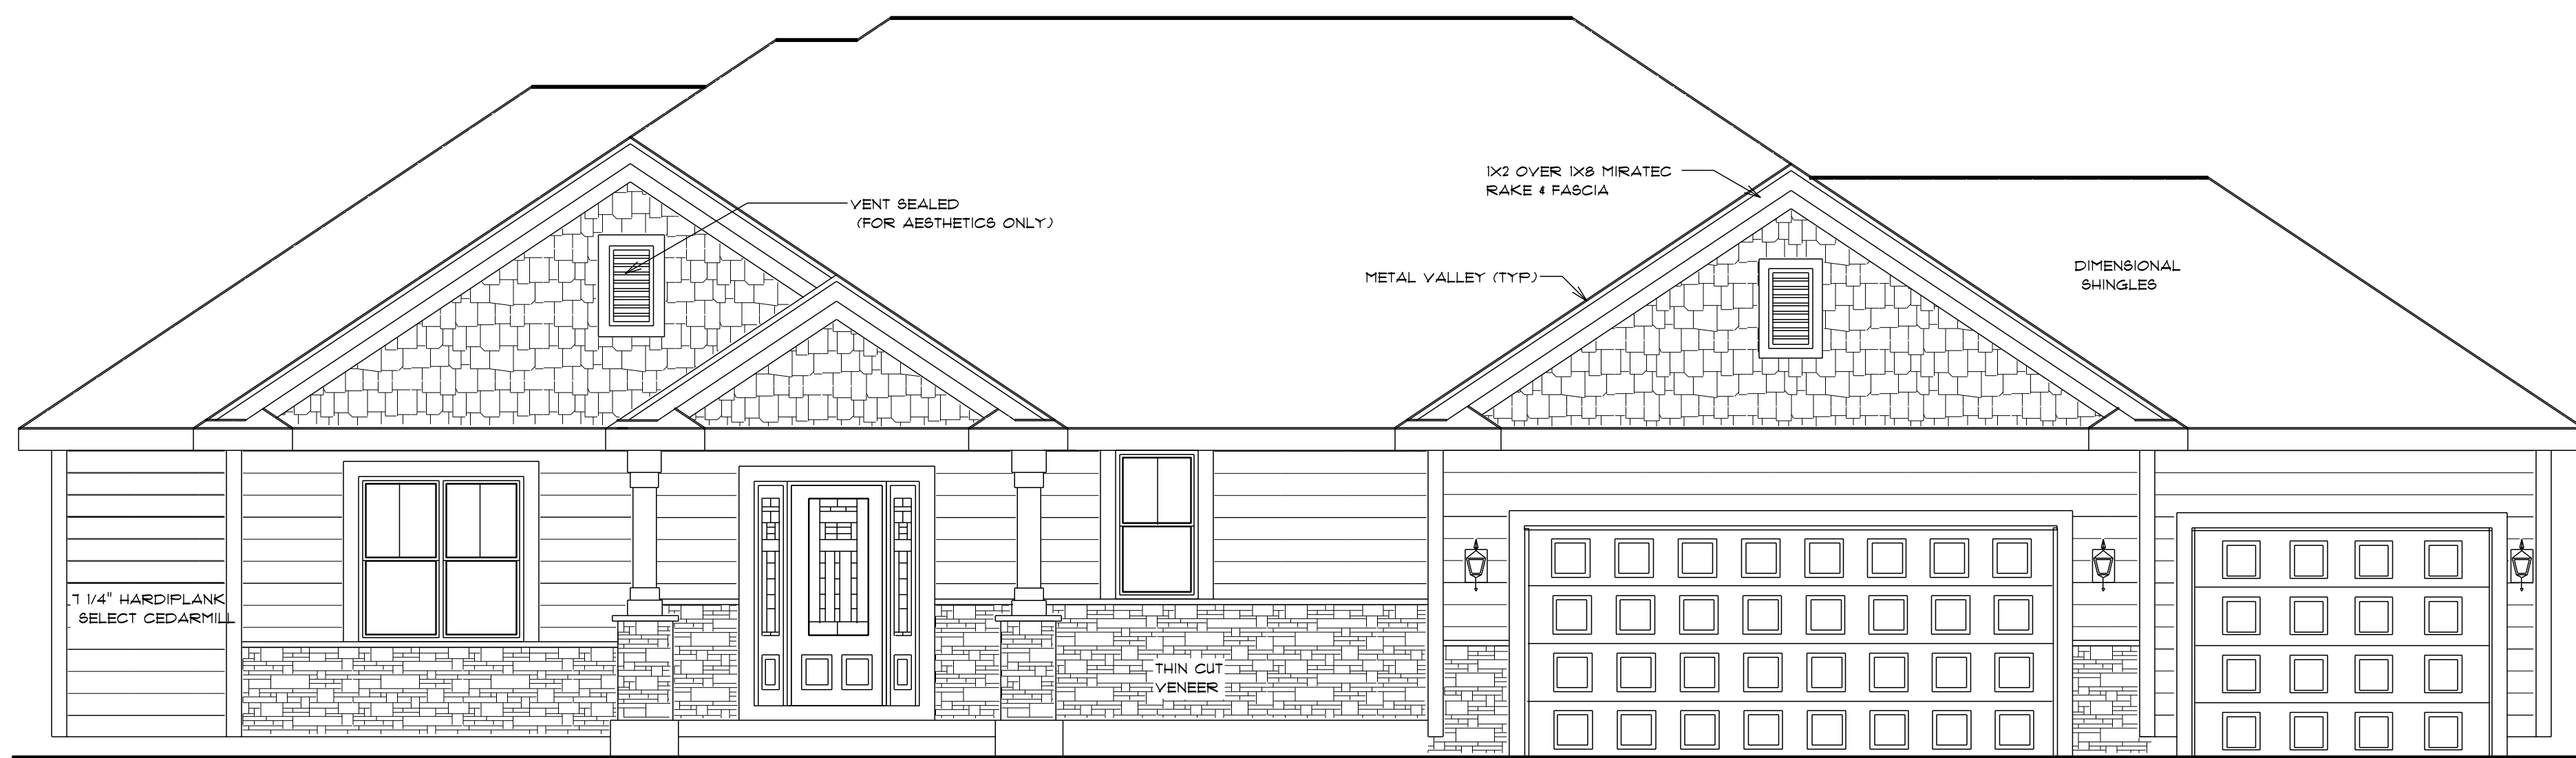 1X2 OVER 1X8 MIRATEC
RAKE & FASCIA
VENT SEALED
(FOR AESTHETICS ONLY)
METAL VALLEY (TYP.)
DIMENSIONAL
SHINGLES
7 1/4" HARDIPLANK
SELECT CEDARMILL
THIN CUT
VENEER